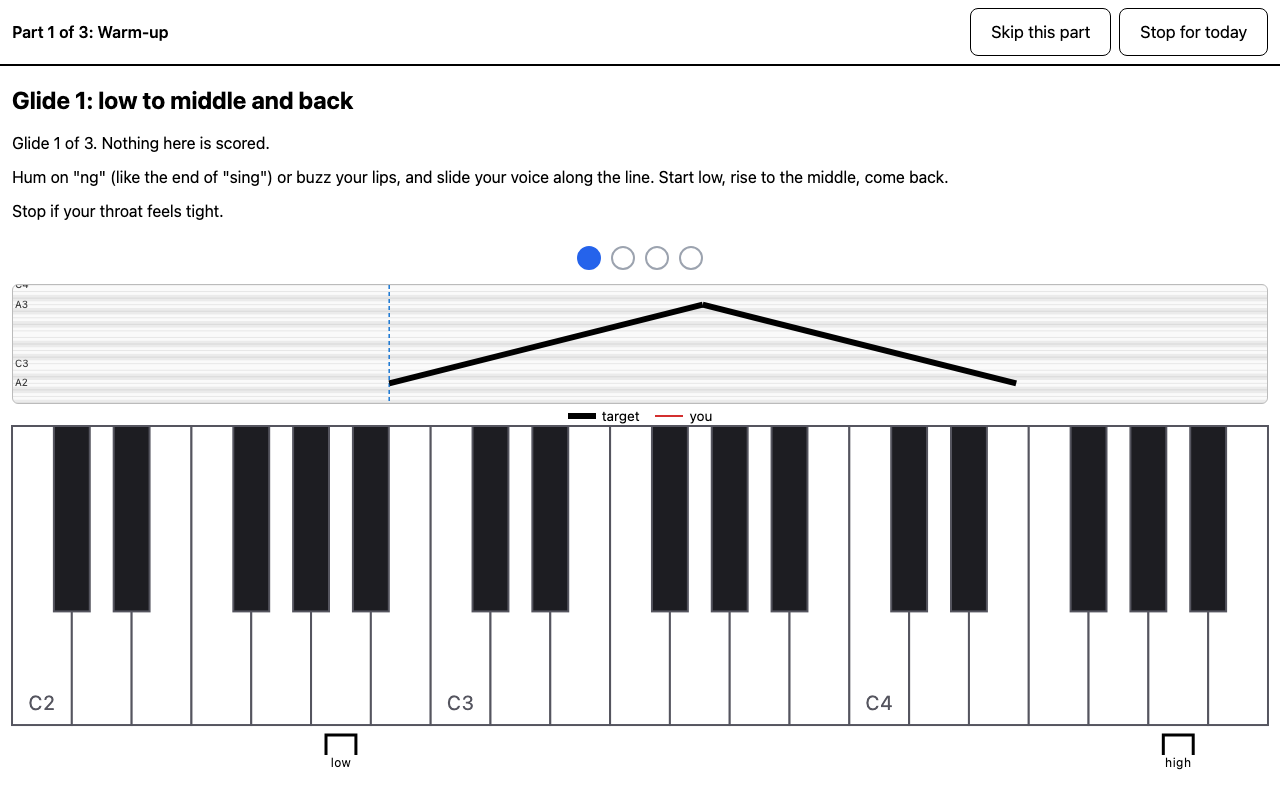 Part 1 of 3: Warm-up
Skip this part
Stop for today
Glide 1: low to middle and back
Glide 1 of 3. Nothing here is scored.
Hum on "ng" (like the end of "sing") or buzz your lips, and slide your voice along the line. Start low, rise to the middle, come back.
Stop if your throat feels tight.
C4
A3
C3
A2
target
you
C2
C3
C4
low
high